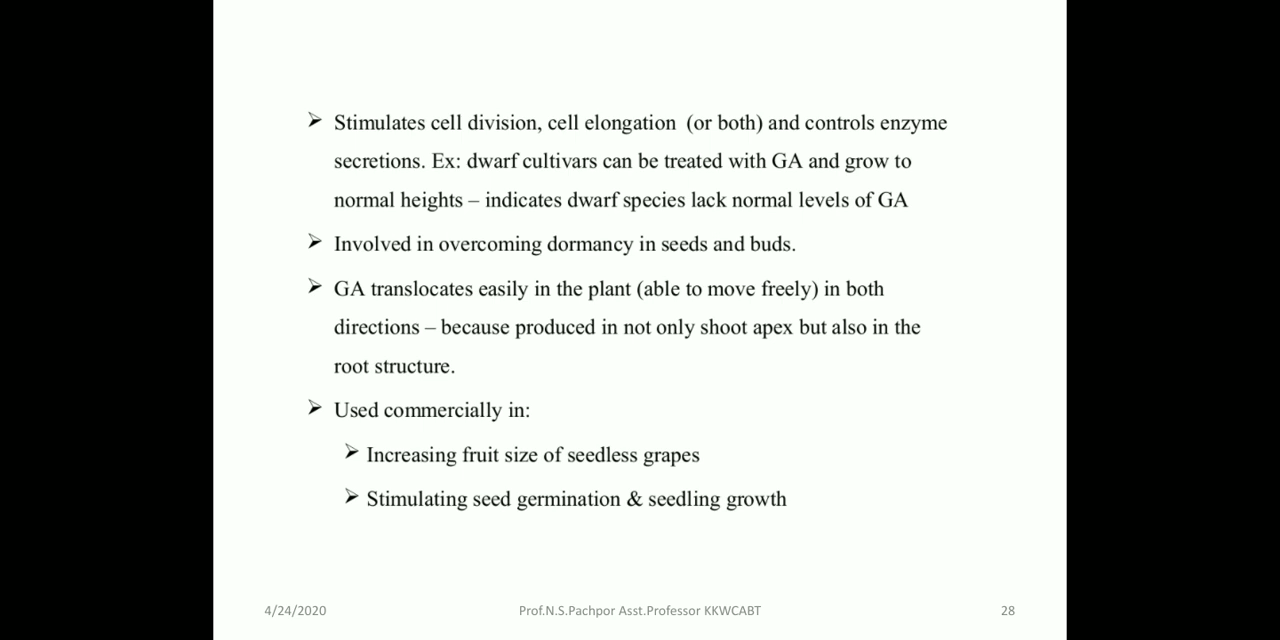 ➢ Stimulates cell division, cell elongation  (or both) and controls enzyme
secretions. Ex: dwarf cultivars can be treated with GA and grow to
normal heights – indicates dwarf species lack normal levels of GA
➢ Involved in overcoming dormancy in seeds and buds.
➢ GA translocates easily in the plant (able to move freely) in both
directions – because produced in not only shoot apex but also in the
root structure.
➢ Used commercially in:
➢ Increasing fruit size of seedless grapes
➢ Stimulating seed germination & seedling growth
4/24/2020 Prof.N.S.Pachpor Asst.Professor KKWCABT 28